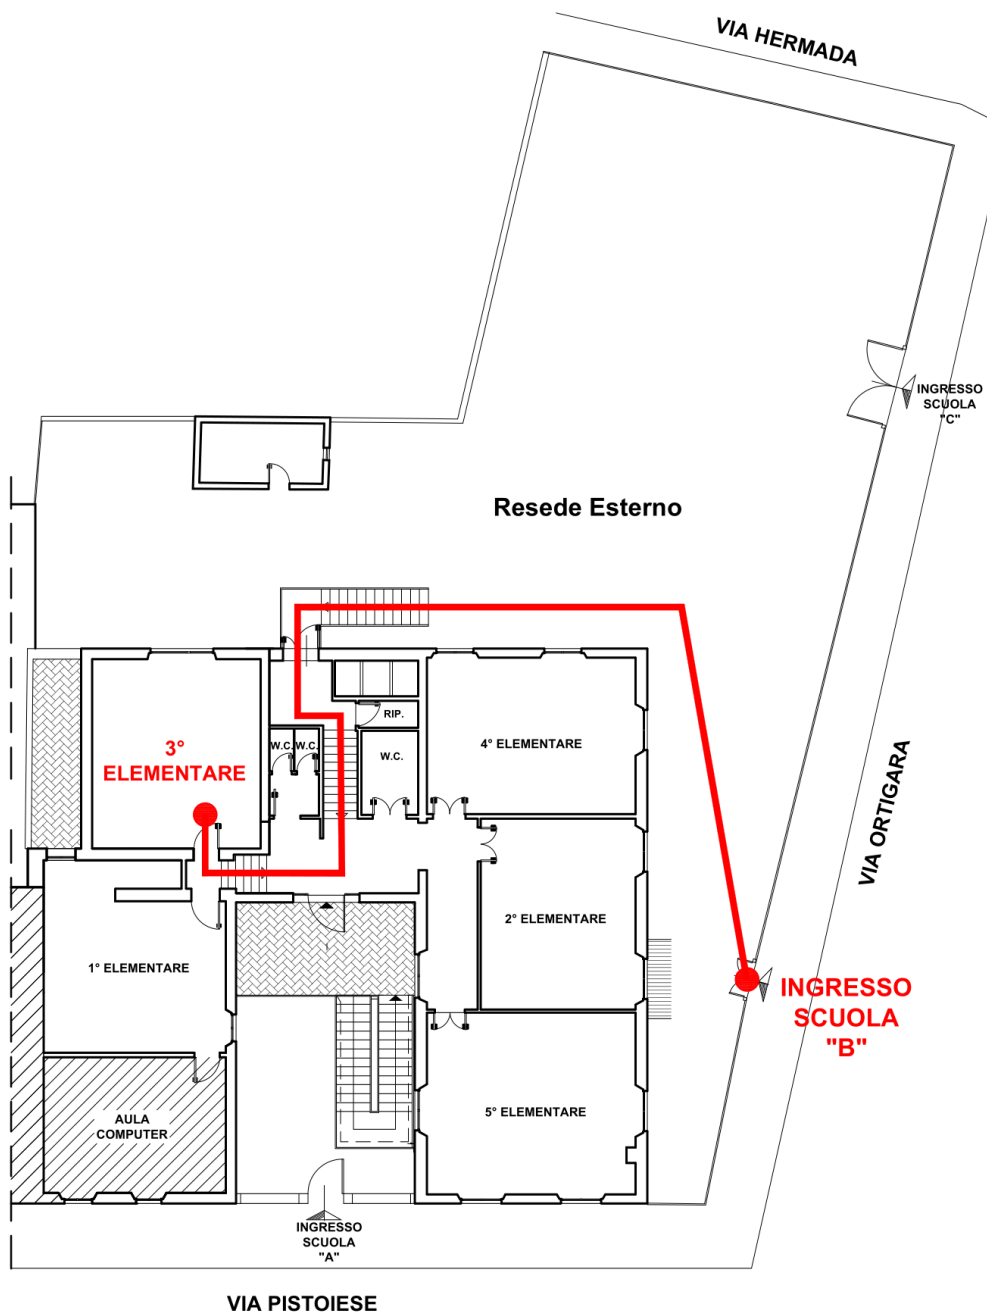 VIA HERMADA
INGRESSO
SCUOLA
"C"
Resede Esterno
RIP.
3°
ELEMENTARE
W.C.
W.C.
W.C.
4° ELEMENTARE
VIA ORTIGARA
2° ELEMENTARE
1° ELEMENTARE
INGRESSO
SCUOLA
"B"
AULA
COMPUTER
5° ELEMENTARE
INGRESSO
SCUOLA
"A"
VIA PISTOIESE